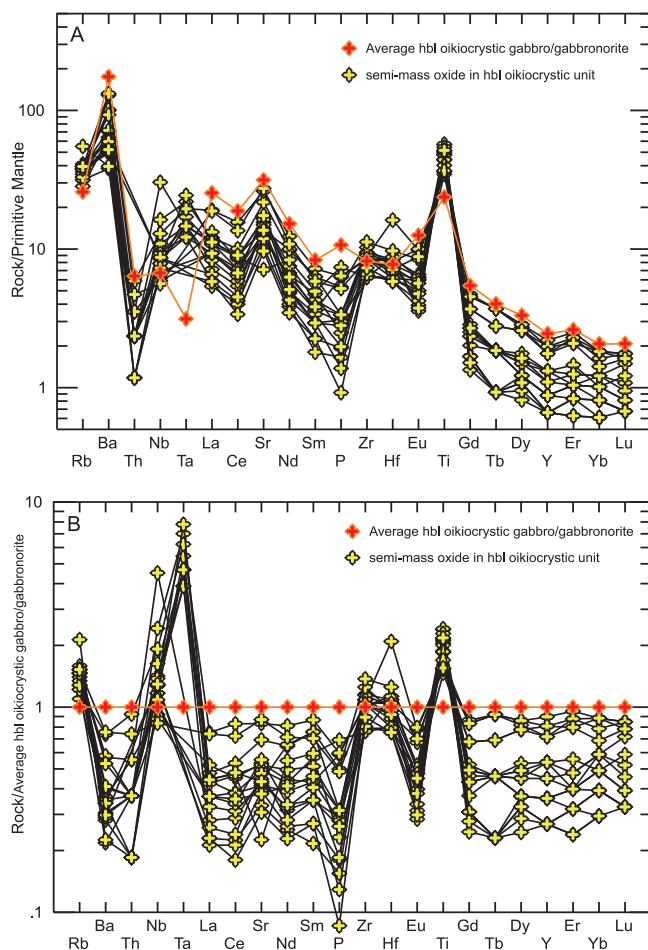 A
Average hbl oikiocrystic gabbro/gabbronorite
semi-mass oxide in hbl oikiocrystic unit
100
10
1
Rock/Primitive Mantle
Ba Nb La Sr Sm Zr Eu Gd Dy Er Lu
Rb Th Ta Ce Nd P Hf Ti Tb Y Yb
B
Average hbl oikiocrystic gabbro/gabbronorite
semi-mass oxide in hbl oikiocrystic unit
10
1
.1
Rock/Average hbl oikiocrystic gabbro/gabbronorite
Rb Th Ta Ce Nd P Hf Ti Tb Y Yb
Ba Nb La Sr Sm Zr Eu Gd Dy Er Lu